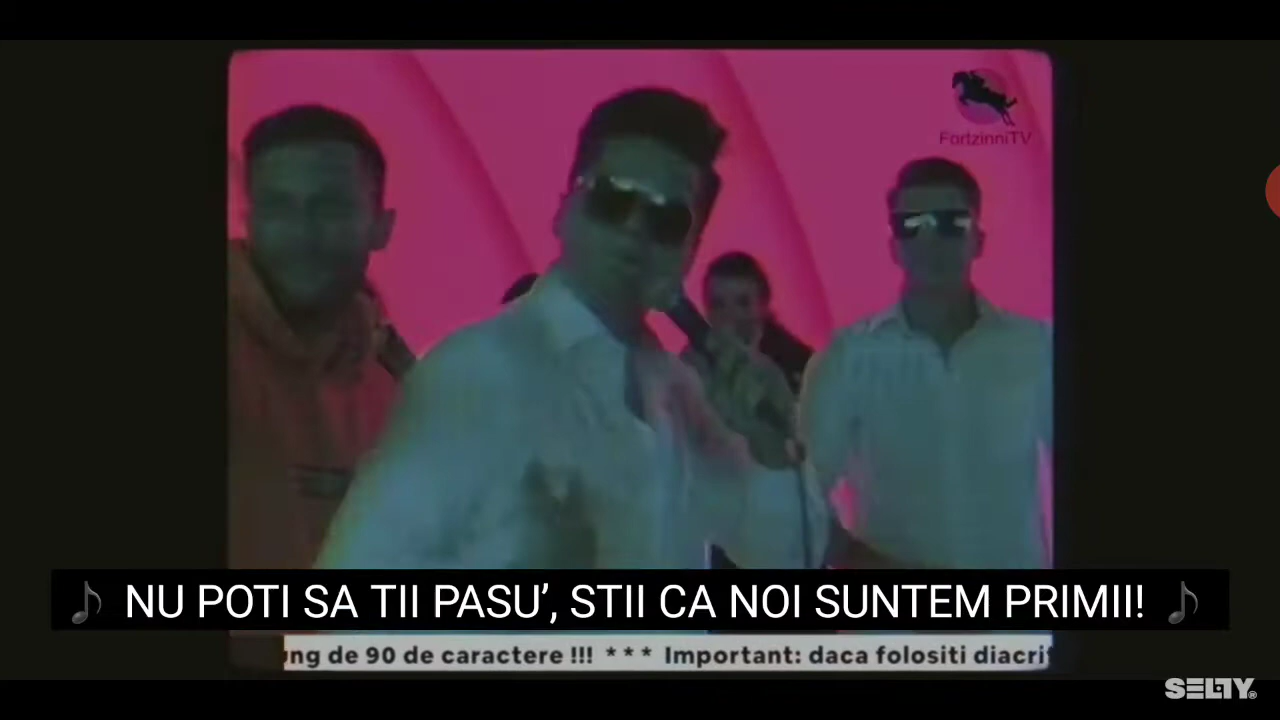 FortzinniTV
♪ NU POTI SA TII PASU’, STII CA NOI SUNTEM PRIMII! ♪
ng de 90 de caractere !!! *** Important: daca folositi diacrit
SELTY®